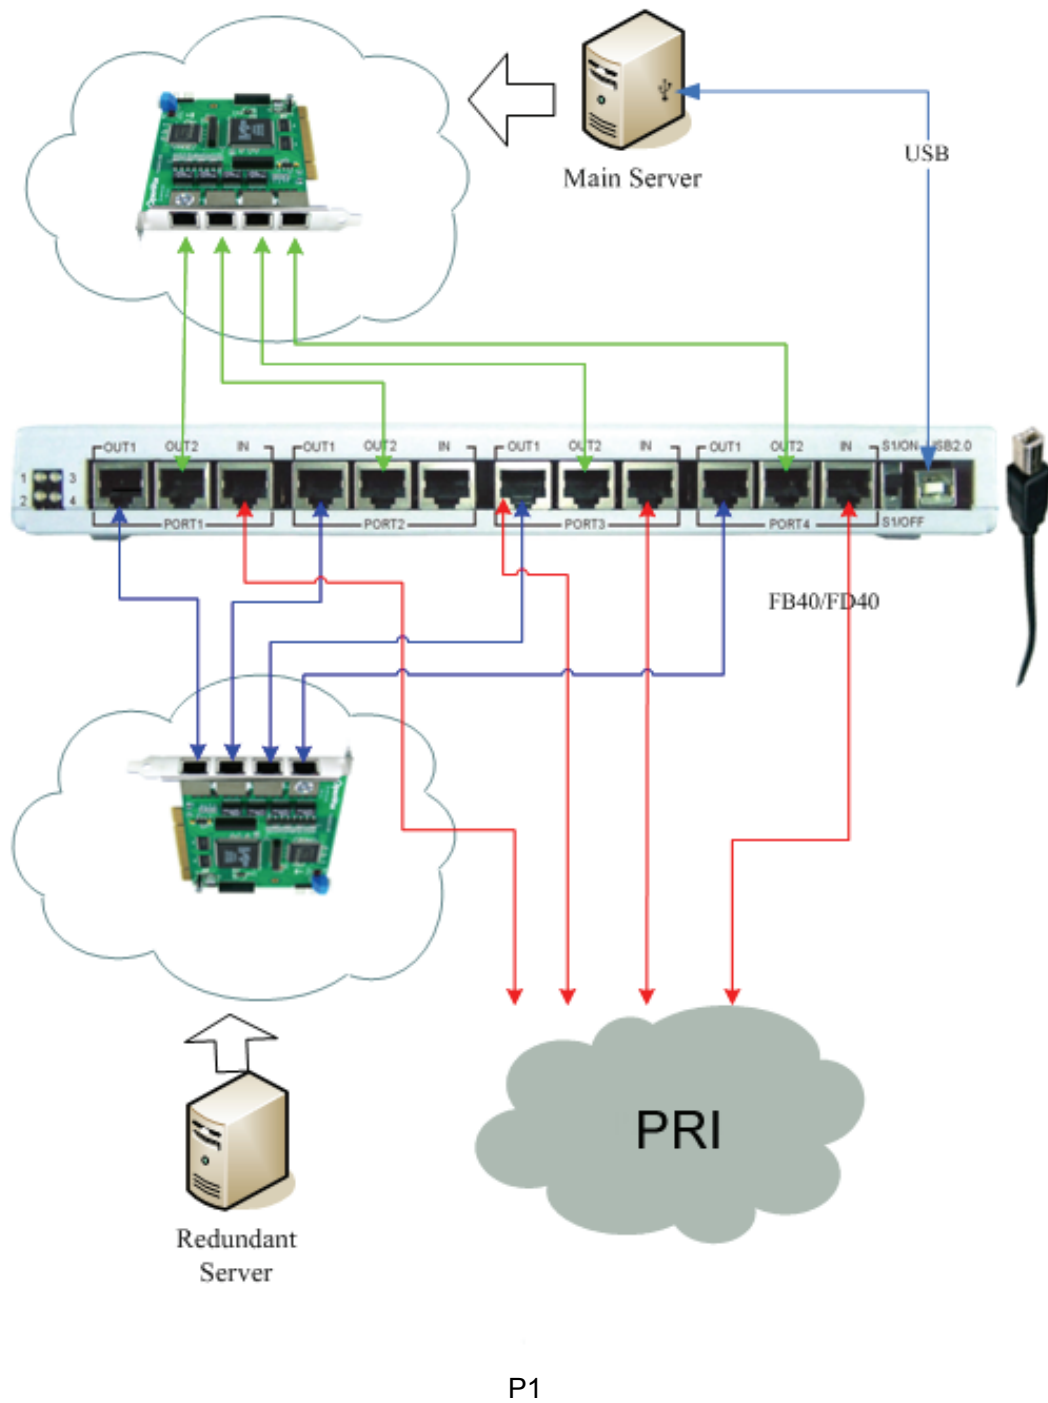 Main Server
USB
OUT1 OUT2 IN OUT1 OUT2 IN OUT1 OUT2 IN OUT1 OUT2 IN S1/ON USB2.0
1 3
2 4
PORT1 PORT2 PORT3 PORT4 S1/OFF
FB40/FD40
PRI
Redundant
Server
P1